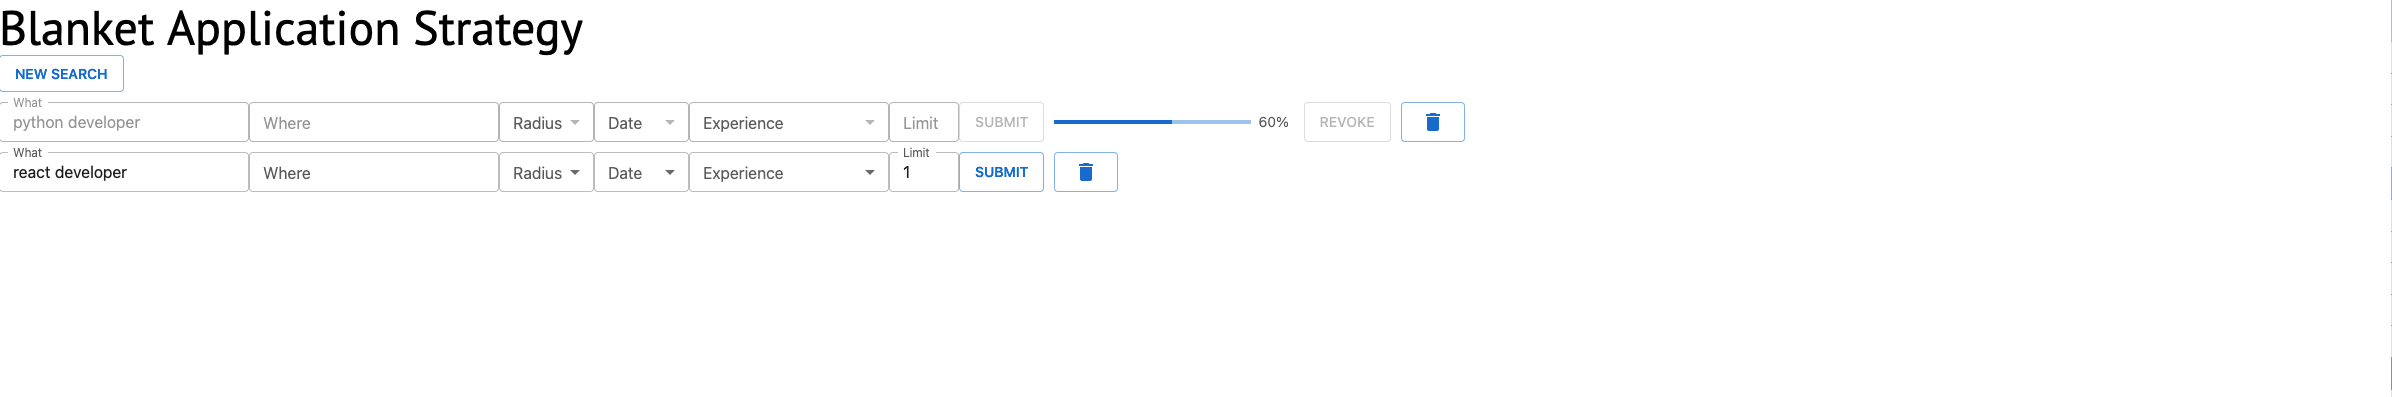 Blanket Application Strategy
NEW SEARCH
What
python developer Where Radius Date Experience Limit SUBMIT 60% REVOKE
What Limit
react developer Where Radius Date Experience 1 SUBMIT